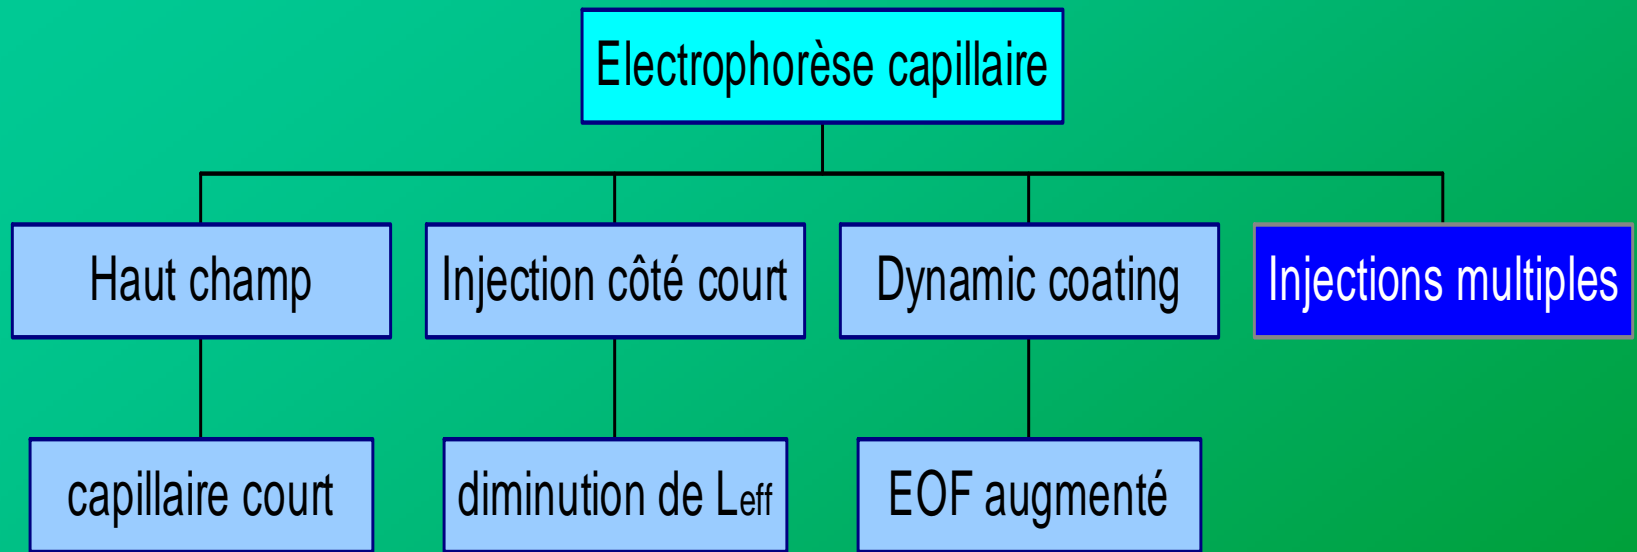 Electrophorèse capillaire
Haut champ
Injection côté court
Dynamic coating
Injections multiples
capillaire court
diminution de Leff
EOF augmenté